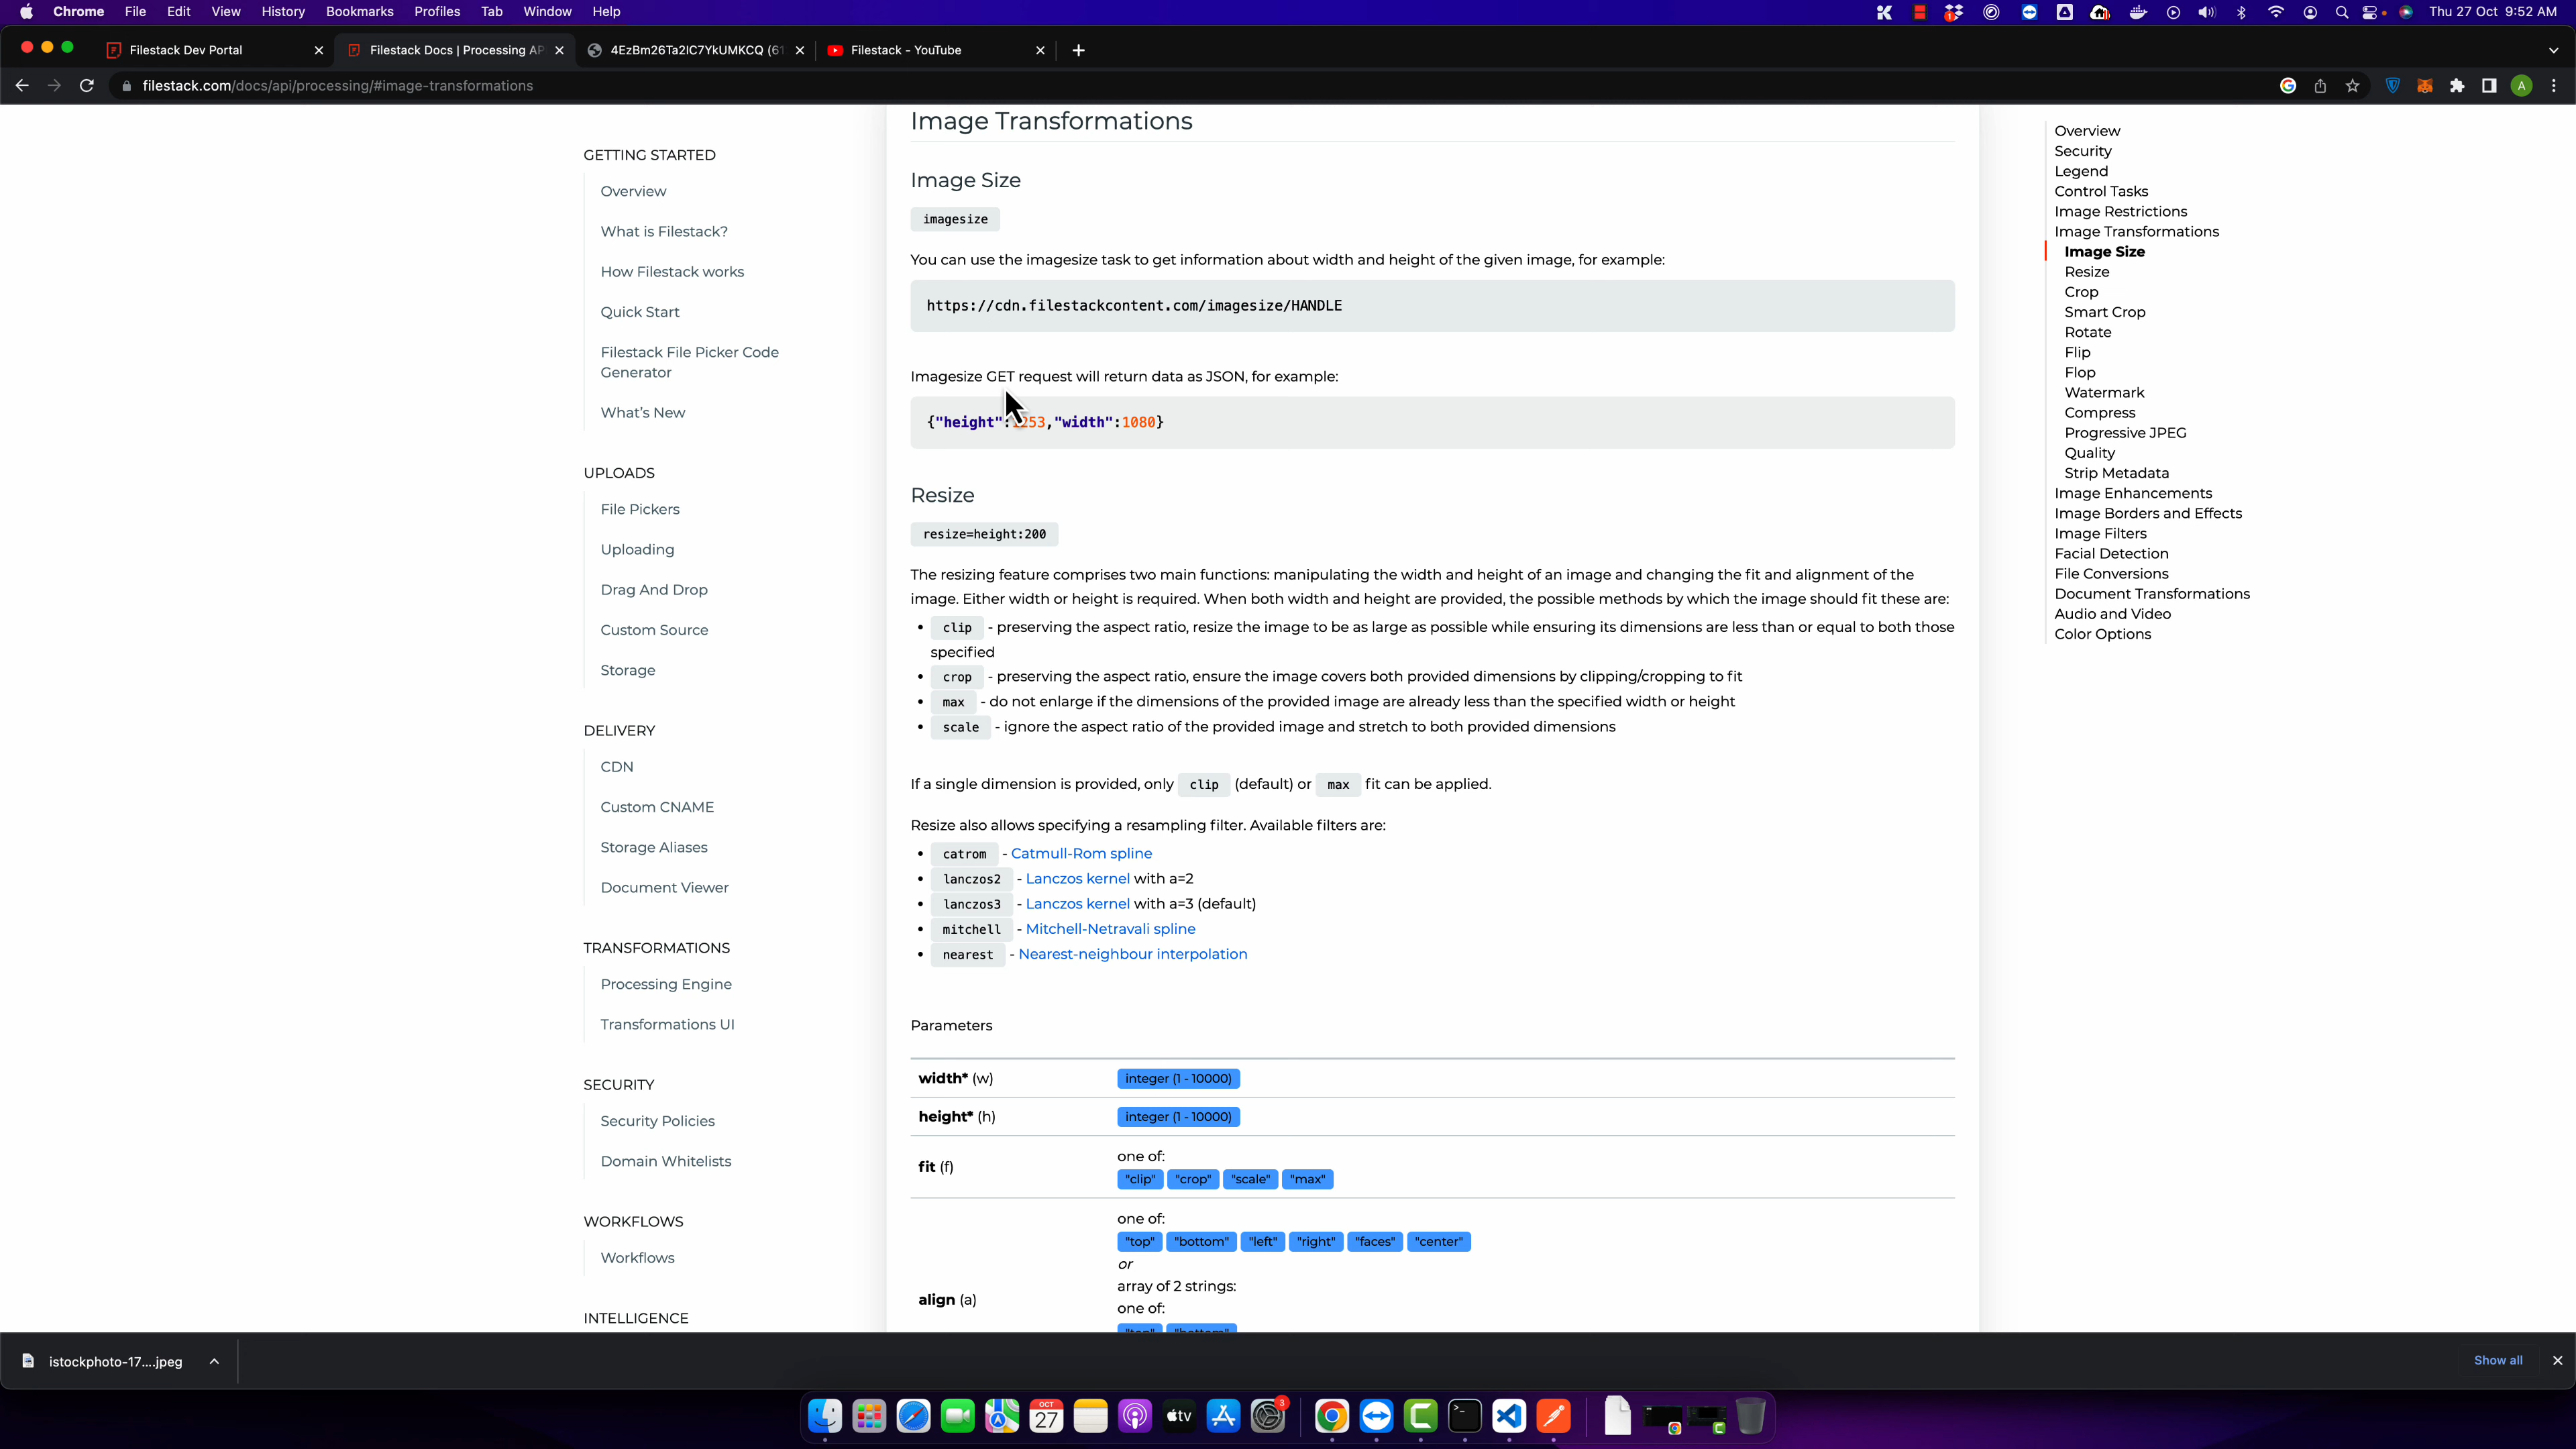 Chrome File Edit View History Bookmarks Profiles Tab Window Help
Thu 27 Oct 9:52 AM
Filestack Dev Portal
Filestack Docs | Processing AP
4EzBm26Ta2lC7YkUMKCQ (61
Filestack - YouTube
filestack.com/docs/api/processing/#image-transformations
A
GETTING STARTED
Overview
What is Filestack?
How Filestack works
Quick Start
Filestack File Picker Code
Generator
What's New
UPLOADS
File Pickers
Uploading
Drag And Drop
Custom Source
Storage
DELIVERY
CDN
Custom CNAME
Storage Aliases
Document Viewer
TRANSFORMATIONS
Processing Engine
Transformations UI
SECURITY
Security Policies
Domain Whitelists
WORKFLOWS
Workflows
INTELLIGENCE
Image Transformations
Image Size
imagesize
You can use the imagesize task to get information about width and height of the given image, for example:
https://cdn.filestackcontent.com/imagesize/HANDLE
Imagesize GET request will return data as JSON, for example:
{"height":1253,"width":1080}
Resize
resize=height:200
The resizing feature comprises two main functions: manipulating the width and height of an image and changing the fit and alignment of the
image. Either width or height is required. When both width and height are provided, the possible methods by which the image should fit these are:
clip - preserving the aspect ratio, resize the image to be as large as possible while ensuring its dimensions are less than or equal to both those
specified
crop - preserving the aspect ratio, ensure the image covers both provided dimensions by clipping/cropping to fit
max - do not enlarge if the dimensions of the provided image are already less than the specified width or height
scale - ignore the aspect ratio of the provided image and stretch to both provided dimensions
If a single dimension is provided, only clip (default) or max fit can be applied.
Resize also allows specifying a resampling filter. Available filters are:
catrom - Catmull-Rom spline
lanczos2 - Lanczos kernel with a=2
lanczos3 - Lanczos kernel with a=3 (default)
mitchell - Mitchell-Netravali spline
nearest - Nearest-neighbour interpolation
Parameters
width* (w) integer (1 - 10000)
height* (h) integer (1 - 10000)
one of:
fit (f)
"clip" "crop" "scale" "max"
one of:
"top" "bottom" "left" "right" "faces" "center"
or
array of 2 strings:
align (a)
one of:
"top" "bottom"
Overview
Security
Legend
Control Tasks
Image Restrictions
Image Transformations
Image Size
Resize
Crop
Smart Crop
Rotate
Flip
Flop
Watermark
Compress
Progressive JPEG
Quality
Strip Metadata
Image Enhancements
Image Borders and Effects
Image Filters
Facial Detection
File Conversions
Document Transformations
Audio and Video
Color Options
istockphoto-17....jpeg
Show all
OCT
27
tv
3